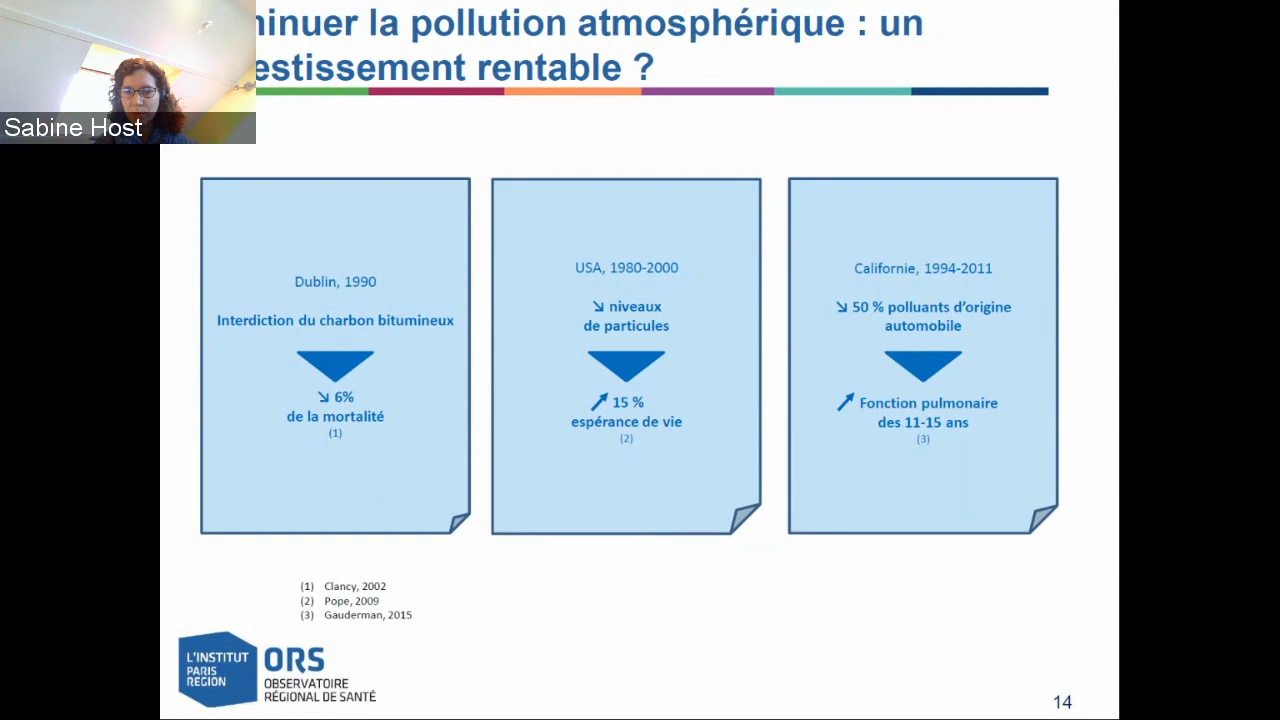 minuer la pollution atmosphérique : un
estissement rentable ?
Sabine Host
Dublin, 1990
Interdiction du charbon bitumineux
↘ 6%
de la mortalité
(1)
USA, 1980-2000
↘ niveaux
de particules
↗ 15 %
espérance de vie
(2)
Californie, 1994-2011
↘ 50 % polluants d’origine
automobile
↗ Fonction pulmonaire
des 11-15 ans
(3)
(1) Clancy, 2002
(2) Pope, 2009
(3) Gauderman, 2015
L'INSTITUT
PARIS
REGION
ORS
OBSERVATOIRE
RÉGIONAL DE SANTÉ
14